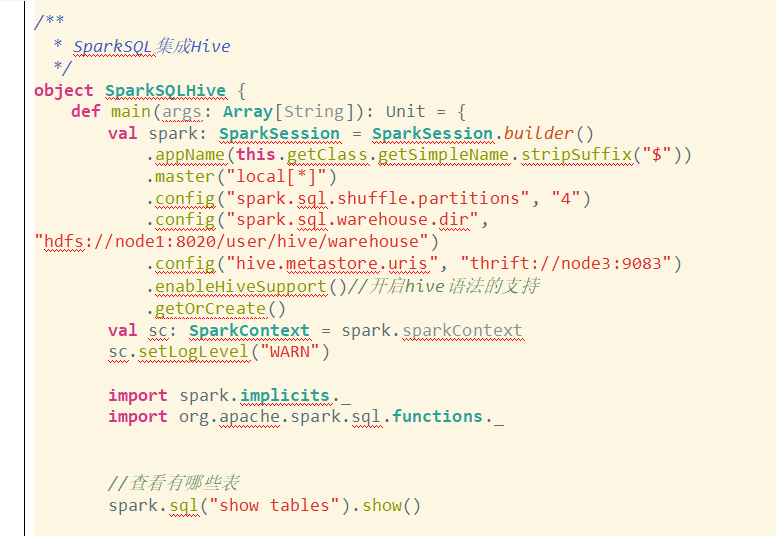 /**
 * SparkSQL集成Hive
 */
object SparkSQLHive {
def main(args: Array[String]): Unit = {
val spark: SparkSession = SparkSession.builder()
.appName(this.getClass.getSimpleName.stripSuffix("$"))
.master("local[*]")
.config("spark.sql.shuffle.partitions", "4")
.config("spark.sql.warehouse.dir",
"hdfs://node1:8020/user/hive/warehouse")
.config("hive.metastore.uris", "thrift://node3:9083")
.enableHiveSupport()//开启hive语法的支持
.getOrCreate()
val sc: SparkContext = spark.sparkContext
sc.setLogLevel("WARN")
import spark.implicits._
import org.apache.spark.sql.functions._
//查看有哪些表
spark.sql("show tables").show()